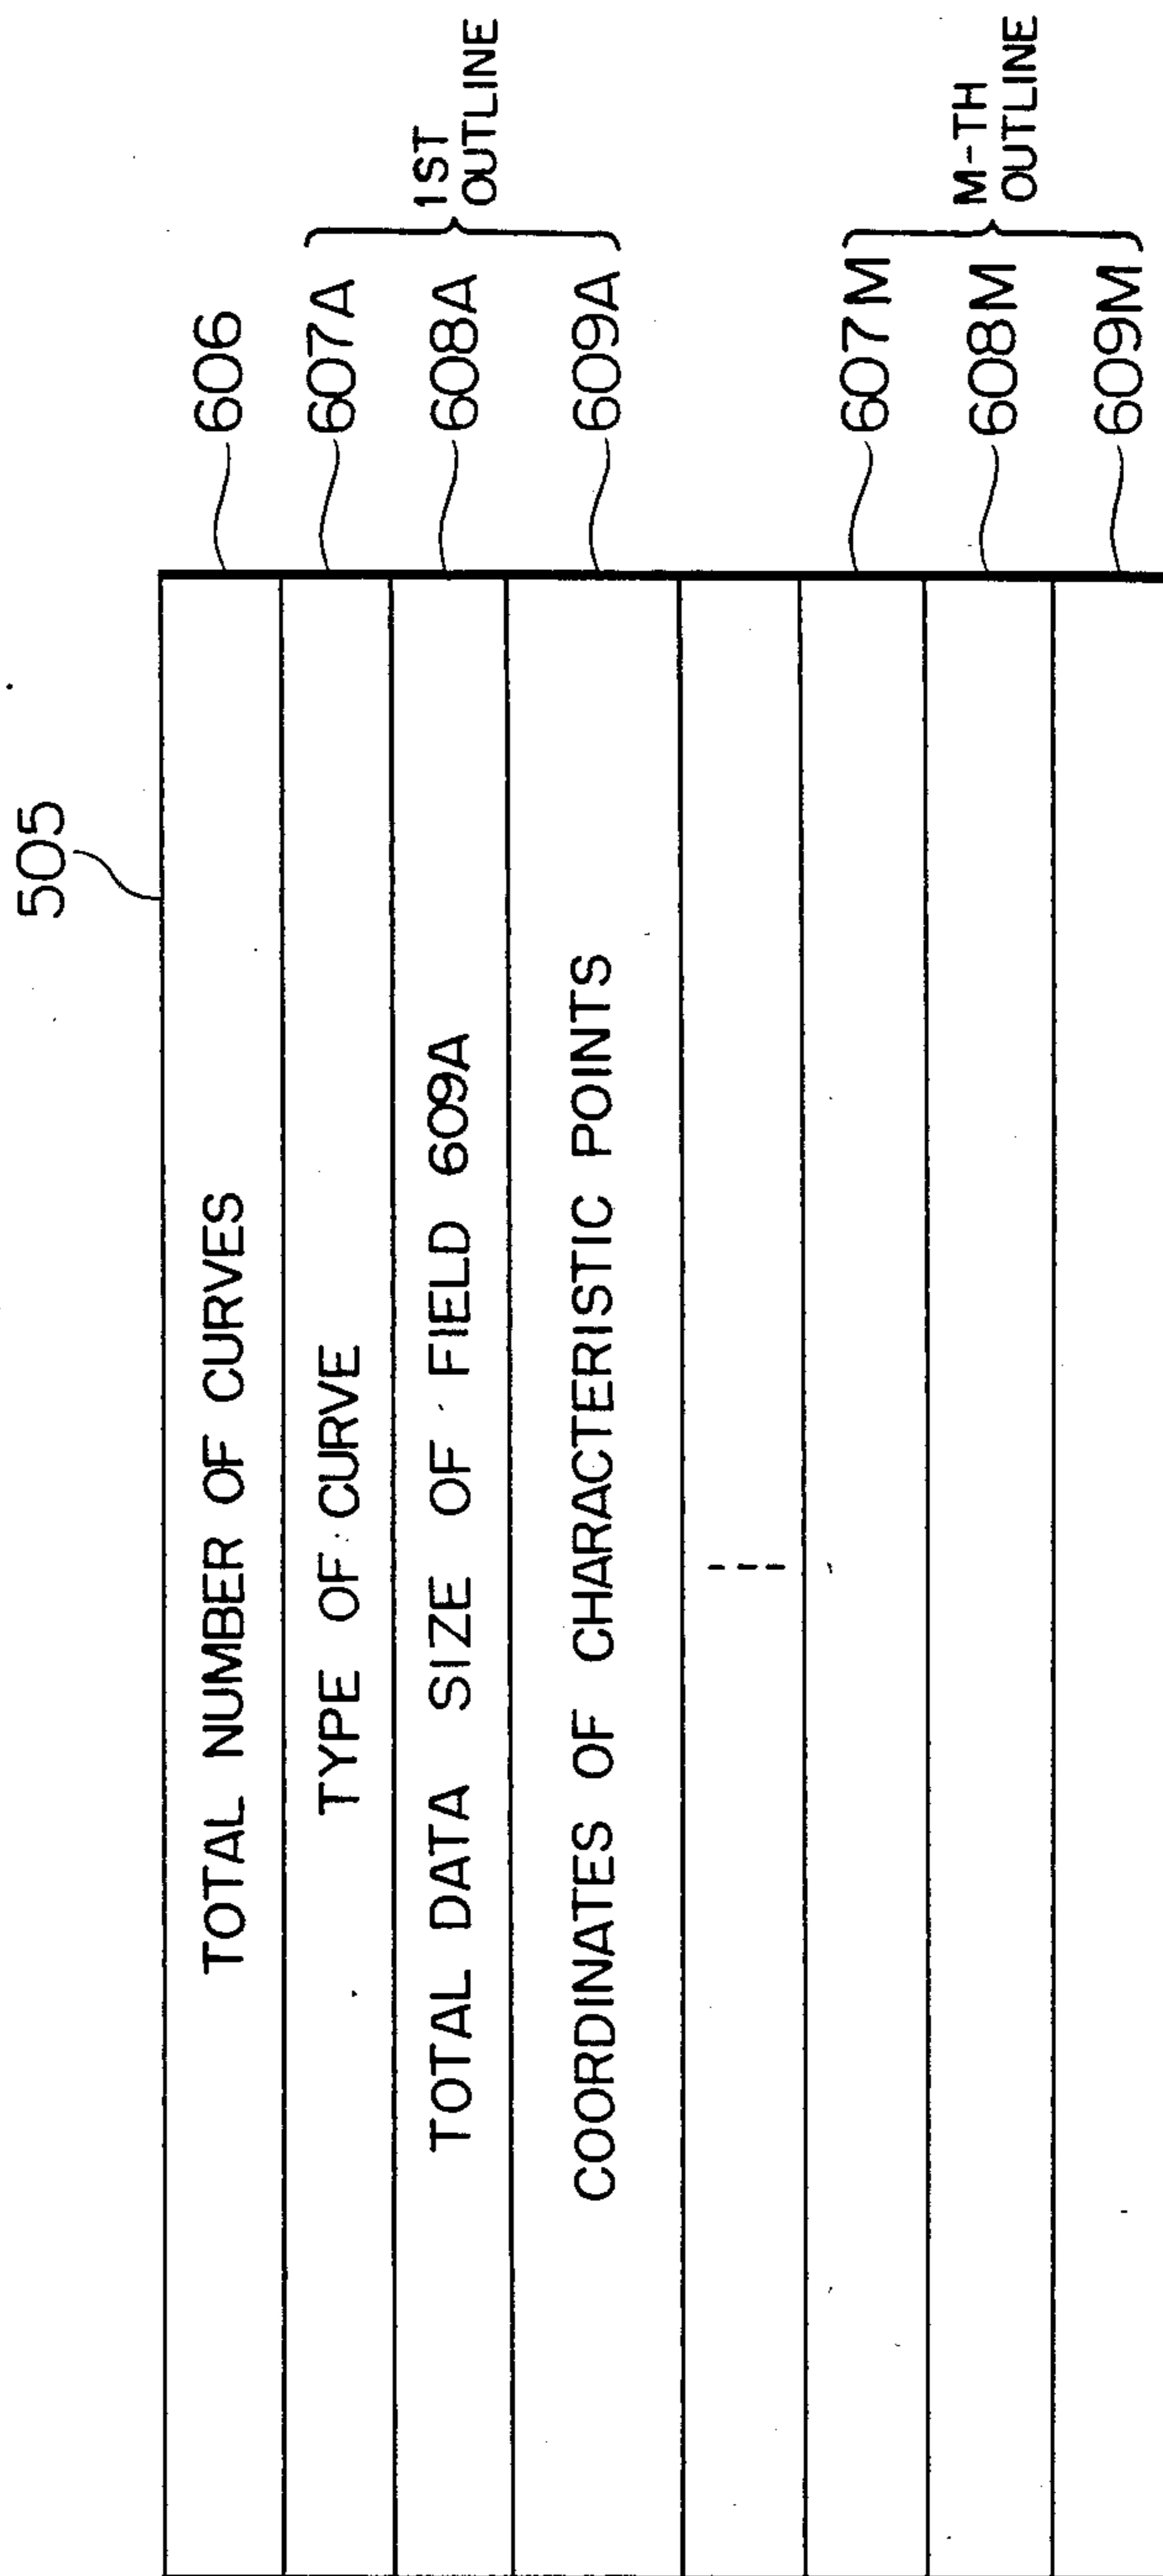 505
TOTAL NUMBER OF CURVES
606
TYPE OF CURVE
607A
TOTAL DATA SIZE OF FIELD 609A
608A
COORDINATES OF CHARACTERISTIC POINTS
609A
1ST
OUTLINE
607M
608M
609M
M-TH
OUTLINE